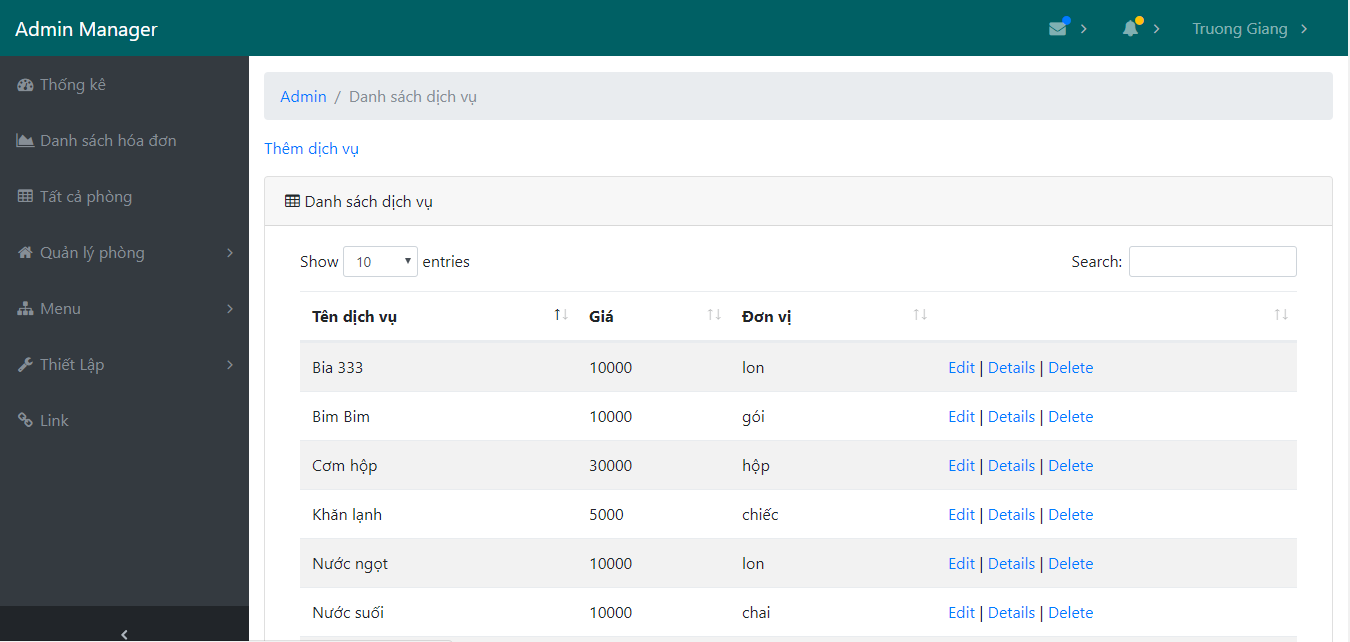 Admin Manager
Truong Giang
Thống kê
Danh sách hóa đơn
Tất cả phòng
Quản lý phòng
Menu
Thiết Lập
Link
Admin / Danh sách dịch vụ
Thêm dịch vụ
Danh sách dịch vụ
Show 10 entries Search:
Tên dịch vụ Giá Đơn vị
Bia 333 10000 lon Edit | Details | Delete
Bim Bim 10000 gói Edit | Details | Delete
Cơm hộp 30000 hộp Edit | Details | Delete
Khăn lạnh 5000 chiếc Edit | Details | Delete
Nước ngọt 10000 lon Edit | Details | Delete
Nước suối 10000 chai Edit | Details | Delete